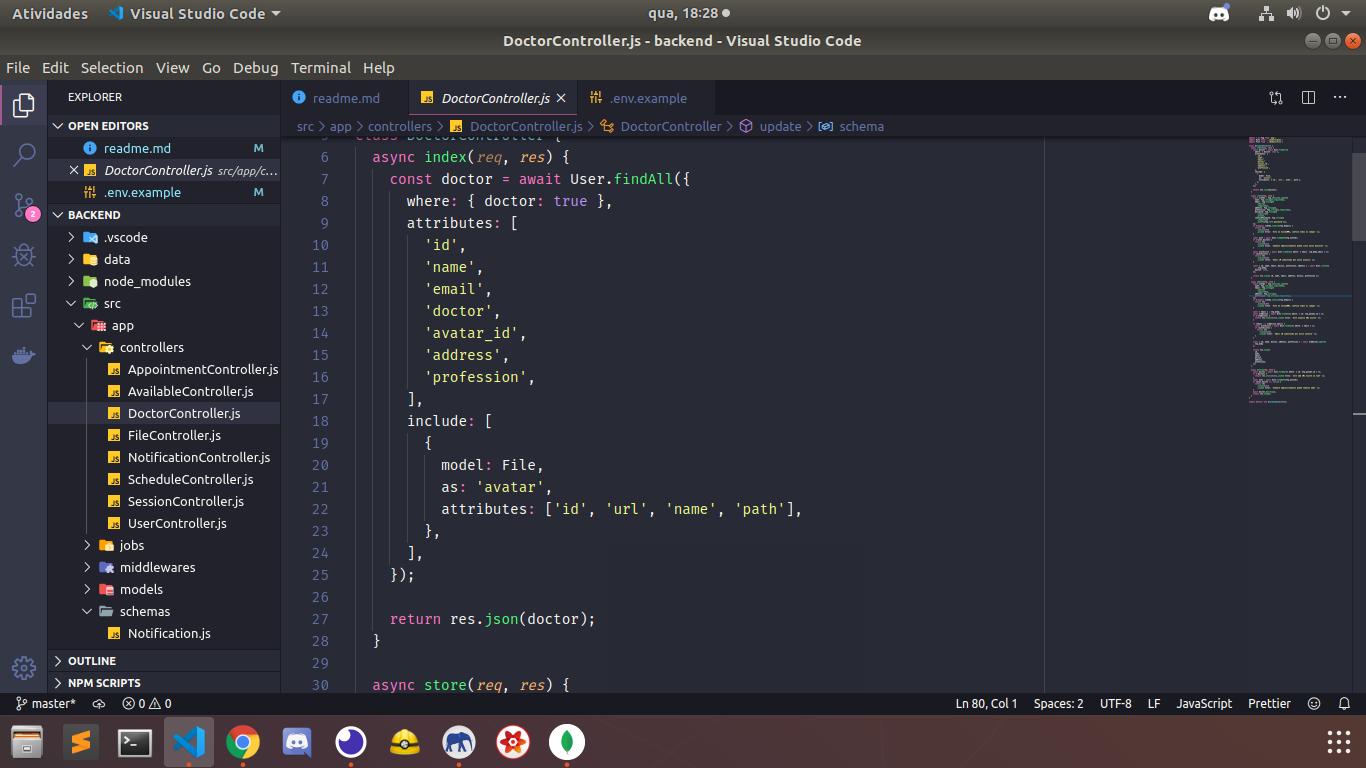 Atividades Visual Studio Code qua, 18:28
DoctorController.js - backend - Visual Studio Code
File Edit Selection View Go Debug Terminal Help
EXPLORER
OPEN EDITORS
readme.md M
DoctorController.js src/app/c...
.env.example M
BACKEND
.vscode
data
node_modules
src
app
controllers
AppointmentController.js
AvailableController.js
DoctorController.js
FileController.js
NotificationController.js
ScheduleController.js
SessionController.js
UserController.js
jobs
middlewares
models
schemas
Notification.js
OUTLINE
NPM SCRIPTS
2
readme.md DoctorController.js .env.example
src > app > controllers > DoctorController.js > DoctorController > update > schema
5 class DoctorController {
6 async index(req, res) {
7 const doctor = await User.findAll({
8 where: { doctor: true },
9 attributes: [
10 'id',
11 'name',
12 'email',
13 'doctor',
14 'avatar_id',
15 'address',
16 'profession',
17 ],
18 include: [
19 {
20 model: File,
21 as: 'avatar',
22 attributes: ['id', 'url', 'name', 'path'],
23 },
24 ],
25 });
26
27 return res.json(doctor);
28 }
29
30 async store(req, res) {
master* 0 0 Ln 80, Col 1 Spaces: 2 UTF-8 LF JavaScript Prettier